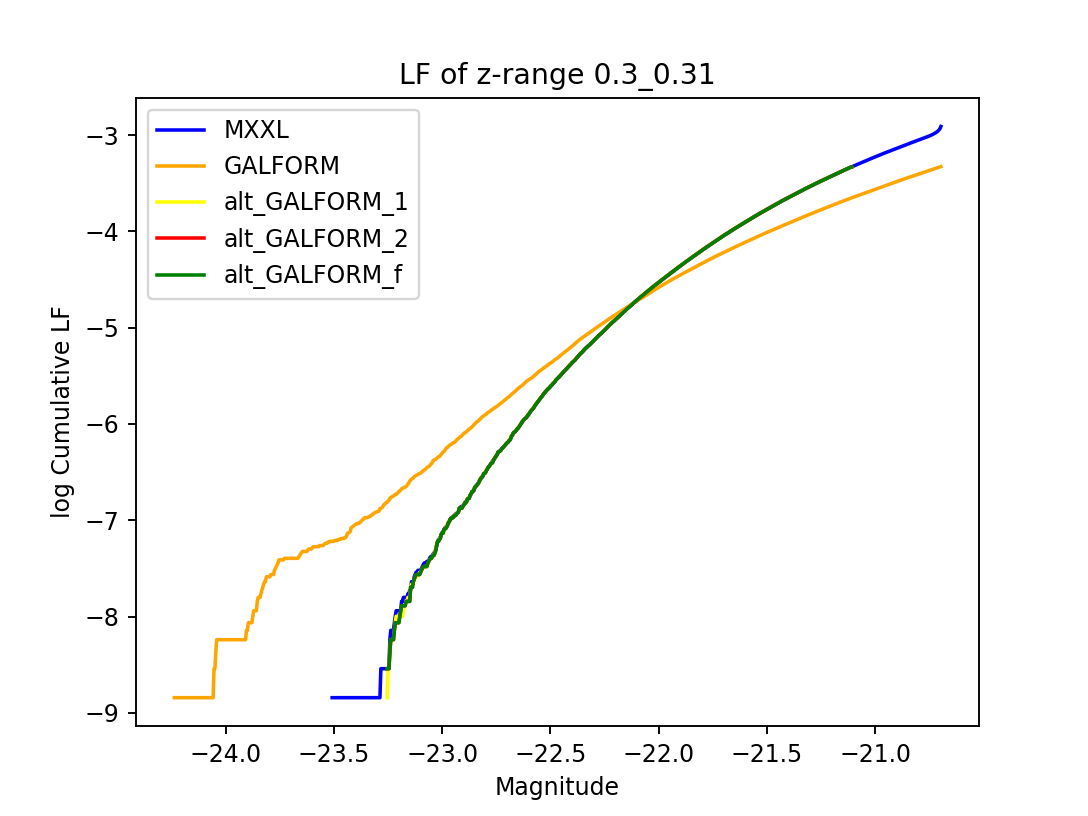 LF of z-range 0.3_0.31
MXXL
GALFORM
alt_GALFORM_1
alt_GALFORM_2
alt_GALFORM_f
log Cumulative LF
−3
−4
−5
−6
−7
−8
−9
−24.0 −23.5 −23.0 −22.5 −22.0 −21.5 −21.0
Magnitude